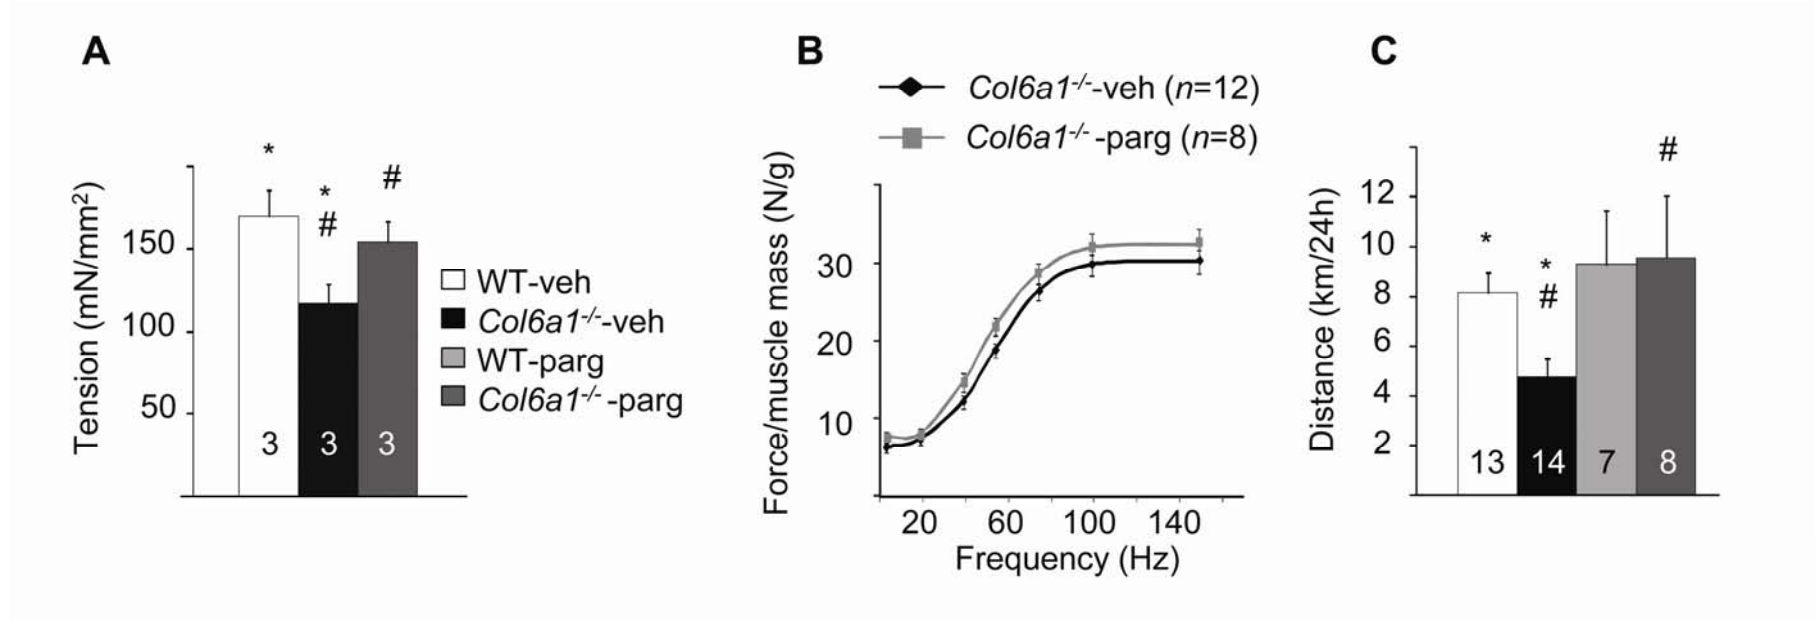 A
Tension (mN/mm²)
150
100
50
*
*
#
#
3
3
3
WT-veh
Col6a1⁻/⁻-veh
WT-parg
Col6a1⁻/⁻-parg
B
Col6a1⁻/⁻-veh (n=12)
Col6a1⁻/⁻-parg (n=8)
Force/muscle mass (N/g)
30
20
10
20 60 100 140
Frequency (Hz)
C
Distance (km/24h)
12
10
8
6
4
2
*
*
#
#
13
14
7
8